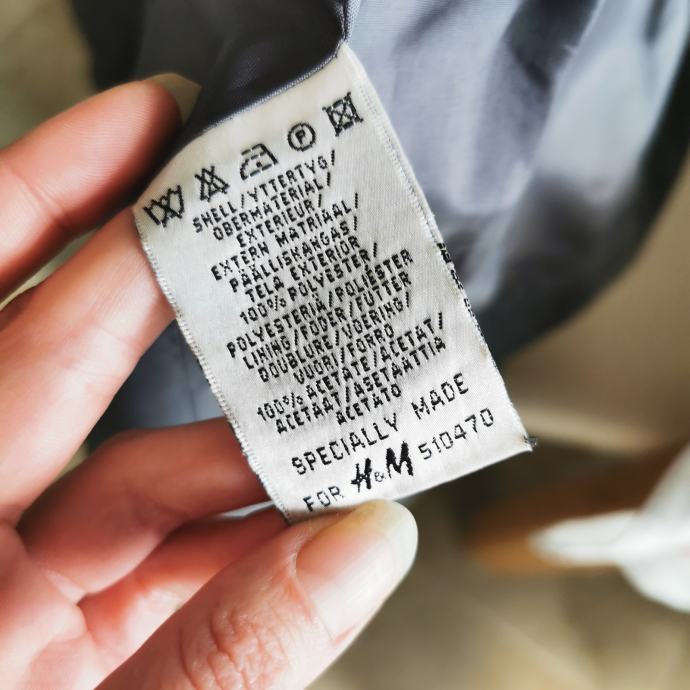 SHELL/YTTERTYG/
OBERMATERIAL/
EXTERIEUR/
EXTERN MATRIAAL/
PÄÄLLISKANGAS/
TELA EXTERIOR
100% POLYESTER/
POLYESTERIÄ/POLIÉSTER
LINING/FODER/FUTTER
DOUBLURE/VOERING/
VUORI/FORRO
100% ACETATE/ACETAT/
ACETAAT/ASETAATTIA
ACETATO
SPECIALLY MADE
FOR H&M 510470